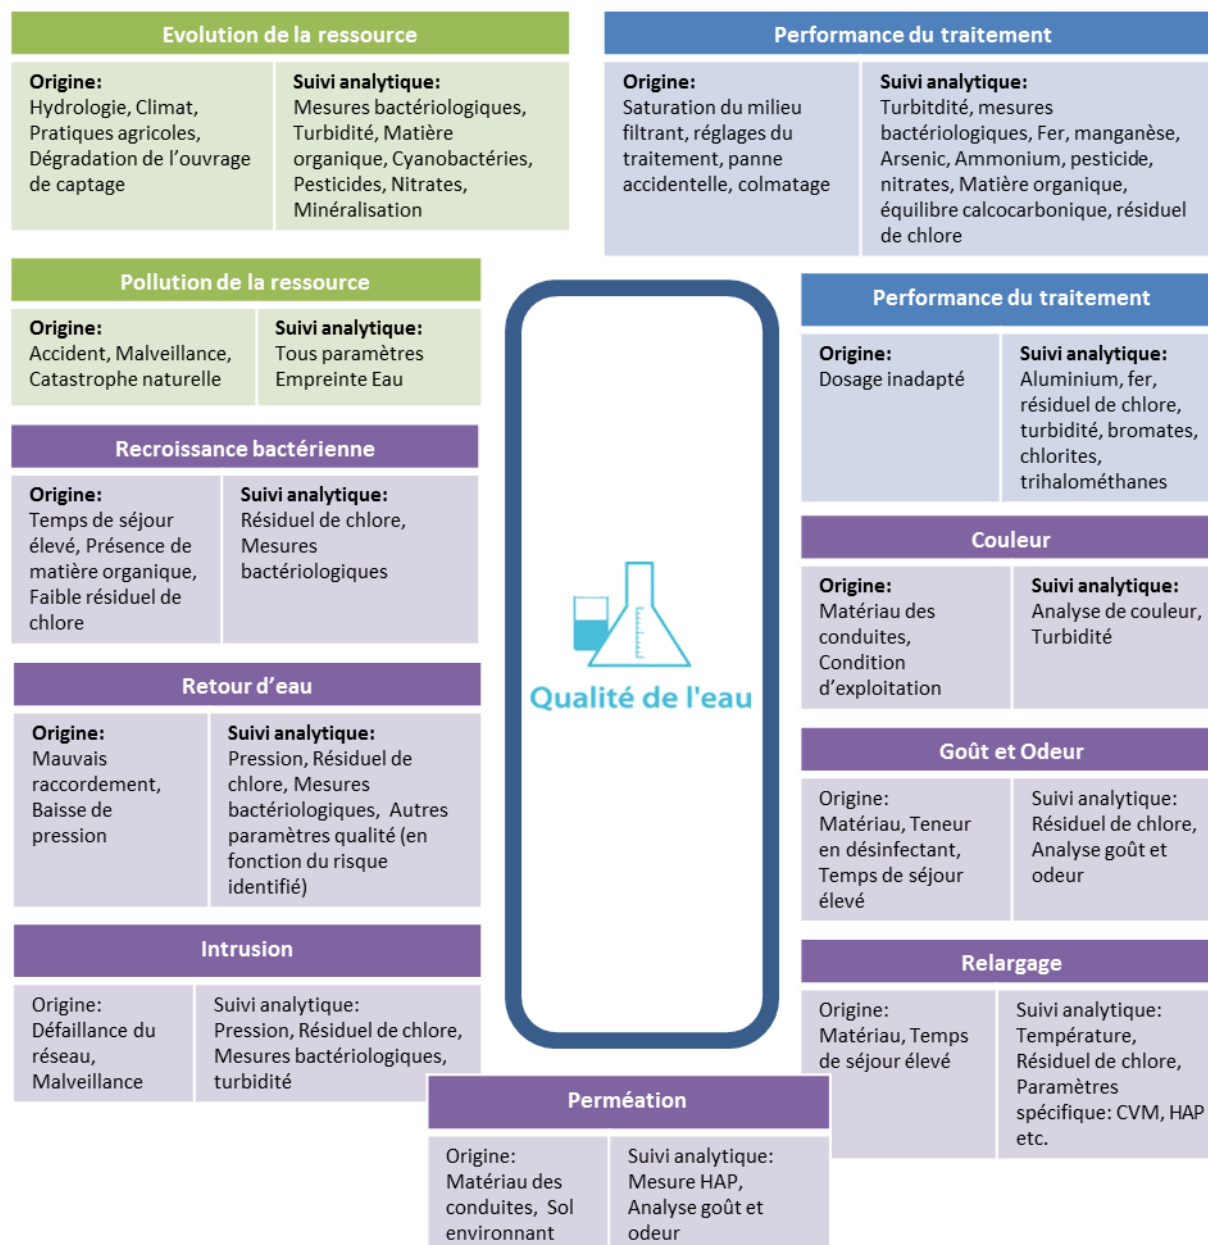 Evolution de la ressource
Origine:
Hydrologie, Climat,
Pratiques agricoles,
Dégradation de l'ouvrage
de captage
Suivi analytique:
Mesures bactériologiques,
Turbidité, Matière
organique, Cyanobactéries,
Pesticides, Nitrates,
Minéralisation
Performance du traitement
Origine:
Saturation du milieu
filtrant, réglages du
traitement, panne
accidentelle, colmatage
Suivi analytique:
Turbitdité, mesures
bactériologiques, Fer, manganèse,
Arsenic, Ammonium, pesticide,
nitrates, Matière organique,
équilibre calcocarbonique, résiduel
de chlore
Pollution de la ressource
Origine:
Accident, Malveillance,
Catastrophe naturelle
Suivi analytique:
Tous paramètres
Empreinte Eau
Performance du traitement
Origine:
Dosage inadapté
Suivi analytique:
Aluminium, fer,
résiduel de chlore,
turbidité, bromates,
chlorites,
trihalométhanes
Recroissance bactérienne
Origine:
Temps de séjour
élevé, Présence de
matière organique,
Faible résiduel de
chlore
Suivi analytique:
Résiduel de chlore,
Mesures
bactériologiques
Couleur
Origine:
Matériau des
conduites,
Condition
d'exploitation
Suivi analytique:
Analyse de couleur,
Turbidité
Qualité de l'eau
Retour d'eau
Origine:
Mauvais
raccordement,
Baisse de
pression
Suivi analytique:
Pression, Résiduel de
chlore, Mesures
bactériologiques, Autres
paramètres qualité (en
fonction du risque
identifié)
Goût et Odeur
Origine:
Matériau, Teneur
en désinfectant,
Temps de séjour
élevé
Suivi analytique:
Résiduel de chlore,
Analyse goût et
odeur
Intrusion
Origine:
Défaillance du
réseau,
Malveillance
Suivi analytique:
Pression, Résiduel de chlore,
Mesures bactériologiques,
turbidité
Relargage
Origine:
Matériau, Temps
de séjour élevé
Suivi analytique:
Température,
Résiduel de chlore,
Paramètres
spécifique: CVM, HAP
etc.
Perméation
Origine:
Matériau des
conduites, Sol
environnant
Suivi analytique:
Mesure HAP,
Analyse goût et
odeur